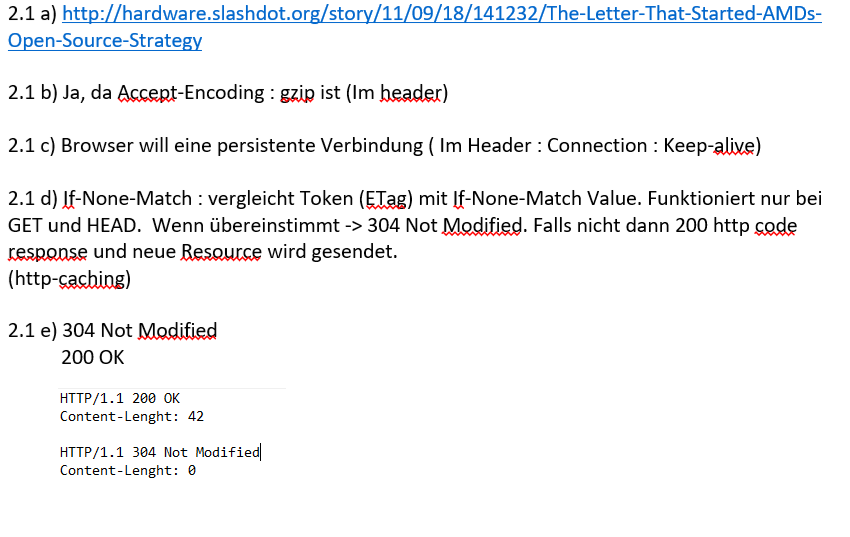 2.1 a) http://hardware.slashdot.org/story/11/09/18/141232/The-Letter-That-Started-AMDs-
Open-Source-Strategy
2.1 b) Ja, da Accept-Encoding : gzip ist (Im header)
2.1 c) Browser will eine persistente Verbindung ( Im Header : Connection : Keep-alive)
2.1 d) If-None-Match : vergleicht Token (ETag) mit If-None-Match Value. Funktioniert nur bei
GET und HEAD.  Wenn übereinstimmt -> 304 Not Modified. Falls nicht dann 200 http code
response und neue Resource wird gesendet.
(http-caching)
2.1 e) 304 Not Modified
200 OK
HTTP/1.1 200 OK
Content-Lenght: 42
HTTP/1.1 304 Not Modified
Content-Lenght: 0